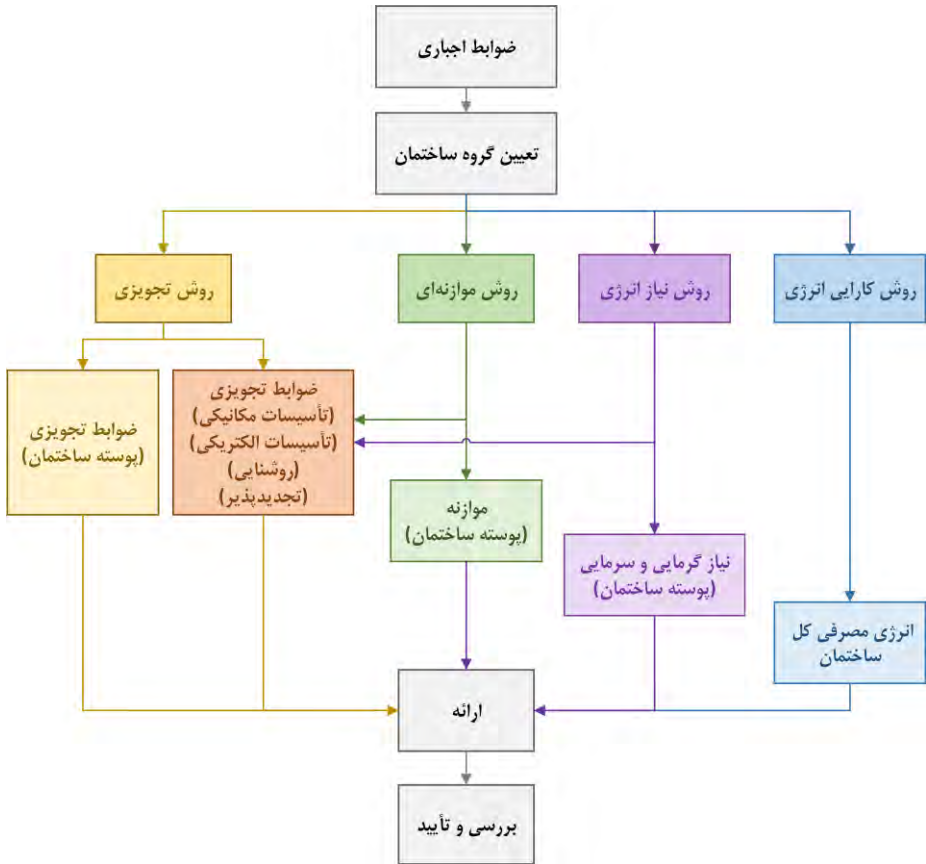 ضوابط اجباری
تعیین گروه ساختمان
روش کارایی انرژی
روش نیاز انرژی
روش موازنه‌ای
روش تجویزی
ضوابط تجویزی
(تأسیسات مکانیکی)
(تأسیسات الکتریکی)
(روشنایی)
(تجدیدپذیر)
ضوابط تجویزی
(پوسته ساختمان)
موازنه
(پوسته ساختمان)
نیاز گرمایی و سرمایی
(پوسته ساختمان)
انرژی مصرفی کل
ساختمان
ارائه
بررسی و تأیید